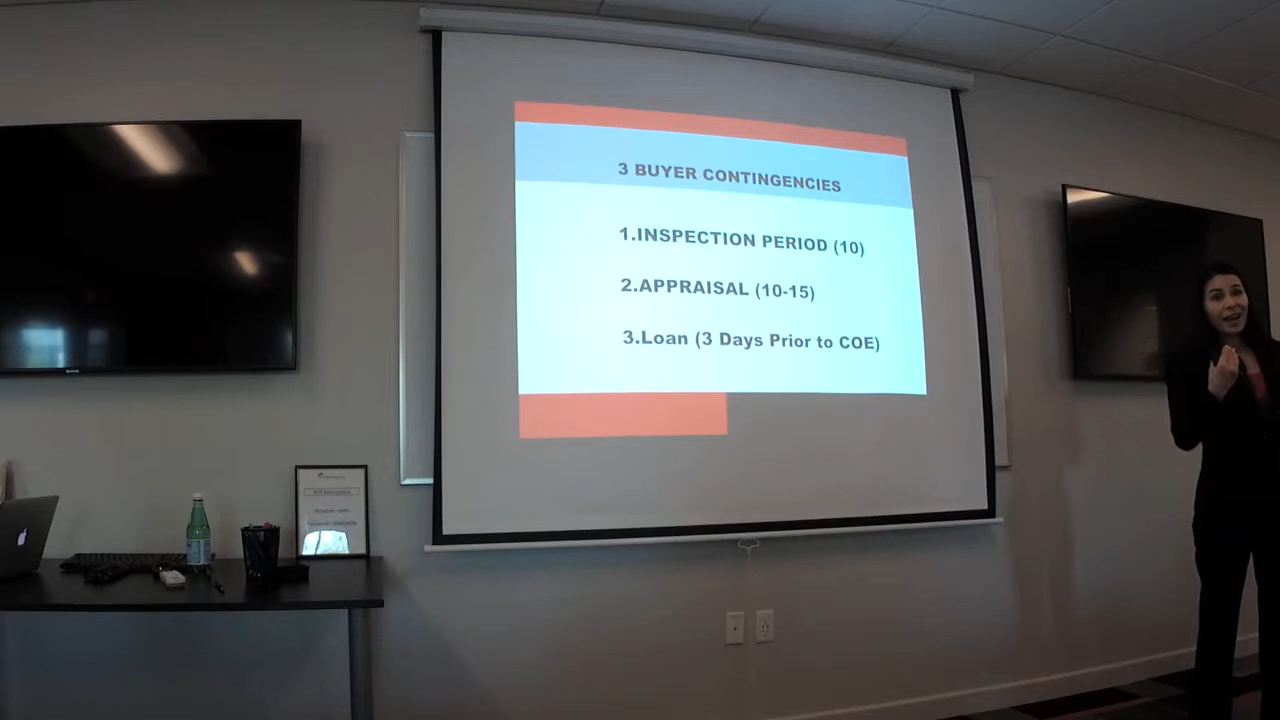 3 BUYER CONTINGENCIES
1.INSPECTION PERIOD (10)
2.APPRAISAL (10-15)
3.Loan (3 Days Prior to COE)